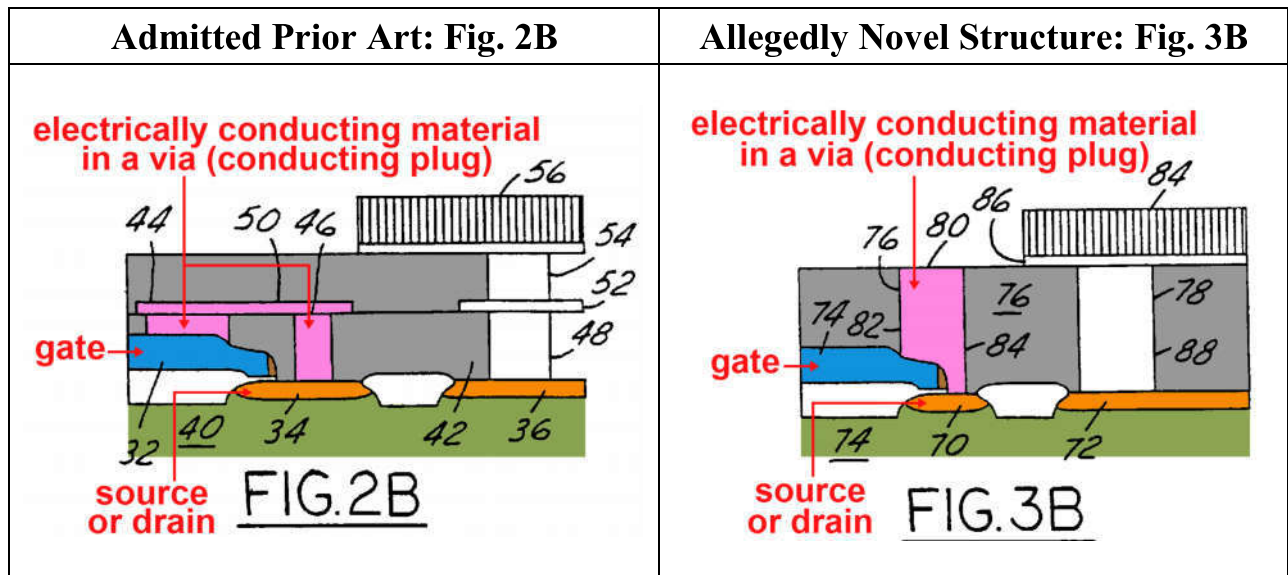 Admitted Prior Art: Fig. 2B
electrically conducting material
in a via (conducting plug)
56
44
50
46
54
52
48
gate
32
40
34
42
36
source
or drain
FIG.2B
Allegedly Novel Structure: Fig. 3B
electrically conducting material
in a via (conducting plug)
84
86
80
76
76
78
74
82
84
88
gate
74
70
72
source
or drain
FIG.3B